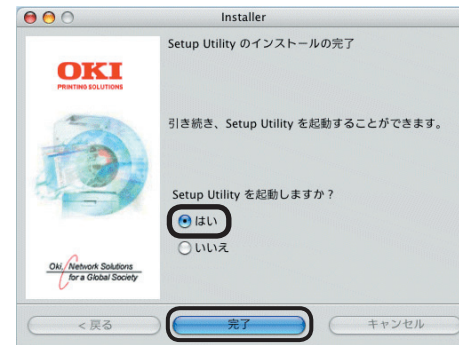 Installer
OKI
PRINTING SOLUTIONS
Setup Utility のインストールの完了
引き続き、Setup Utility を起動することができます。
Setup Utility を起動しますか？
はい
いいえ
Oki, Network Solutions
for a Global Society
< 戻る
完了
キャンセル